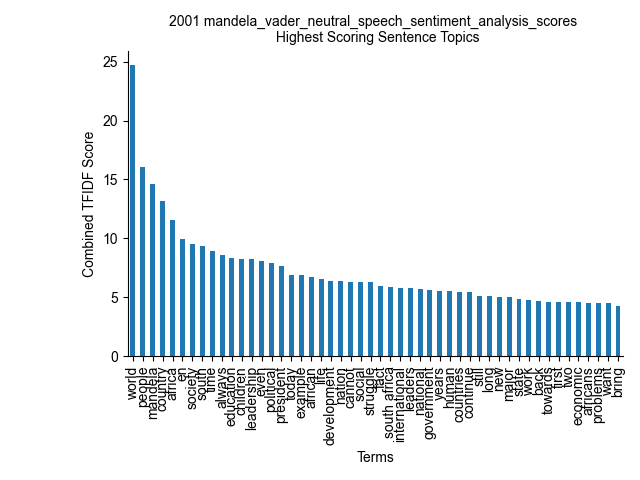 2001 mandela_vader_neutral_speech_sentiment_analysis_scores
Highest Scoring Sentence Topics
Combined TFIDF Score
25
20
15
10
5
0
world
people
mandela
country
africa
en
society
south
time
always
education
children
leadership
even
political
president
today
example
african
life
development
nation
cannot
social
struggle
fact
south africa
international
leaders
national
government
years
human
countries
continue
still
long
new
major
state
work
back
towards
first
two
economic
africans
problems
want
bring
Terms